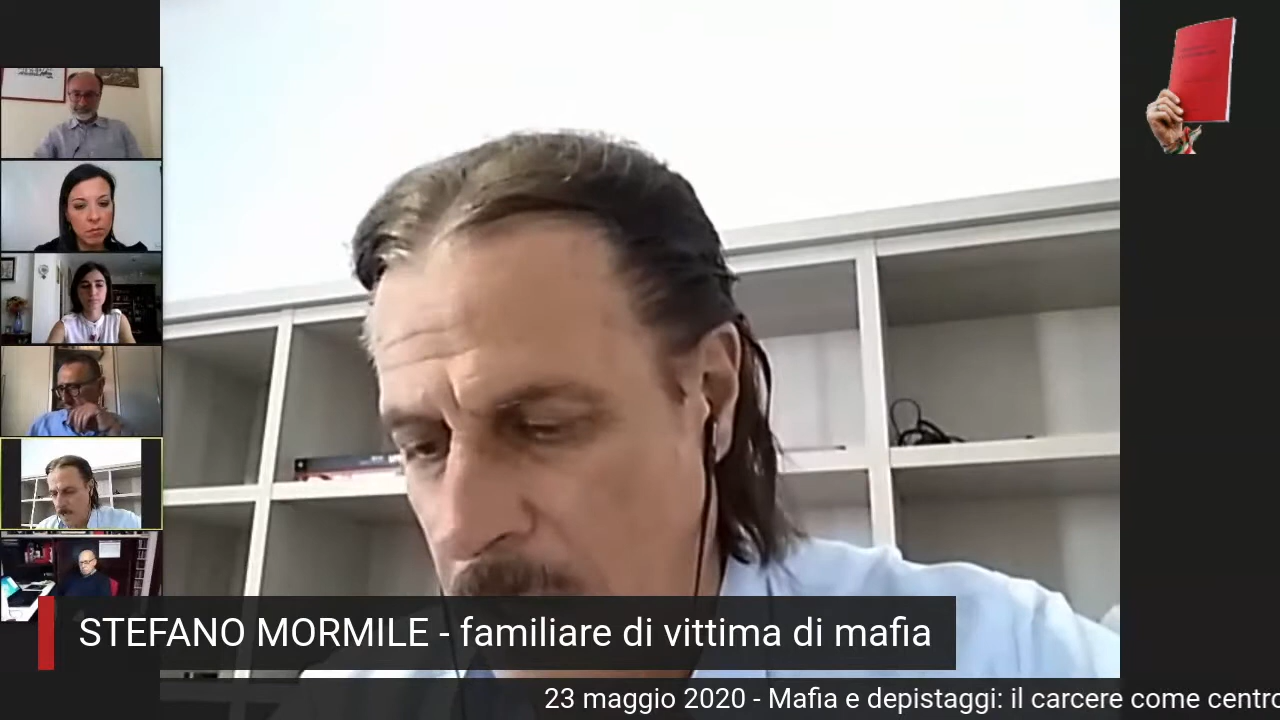 STEFANO MORMILE - familiare di vittima di mafia
23 maggio 2020 - Mafia e depistaggi: il carcere come centro